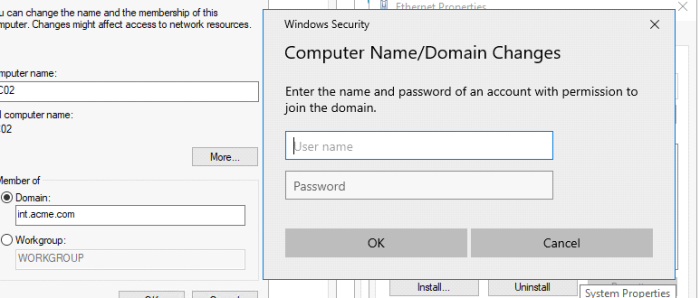 u can change the name and the membership of this
mputer. Changes might affect access to network resources.
mputer name:
C02
l computer name:
C02
More...
Member of
Domain:
int.acme.com
Workgroup:
WORKGROUP
Ethernet Properties
Windows Security
Computer Name/Domain Changes
Enter the name and password of an account with permission to
join the domain.
User name
Password
OK
Cancel
Install...
Uninstall
System Properties